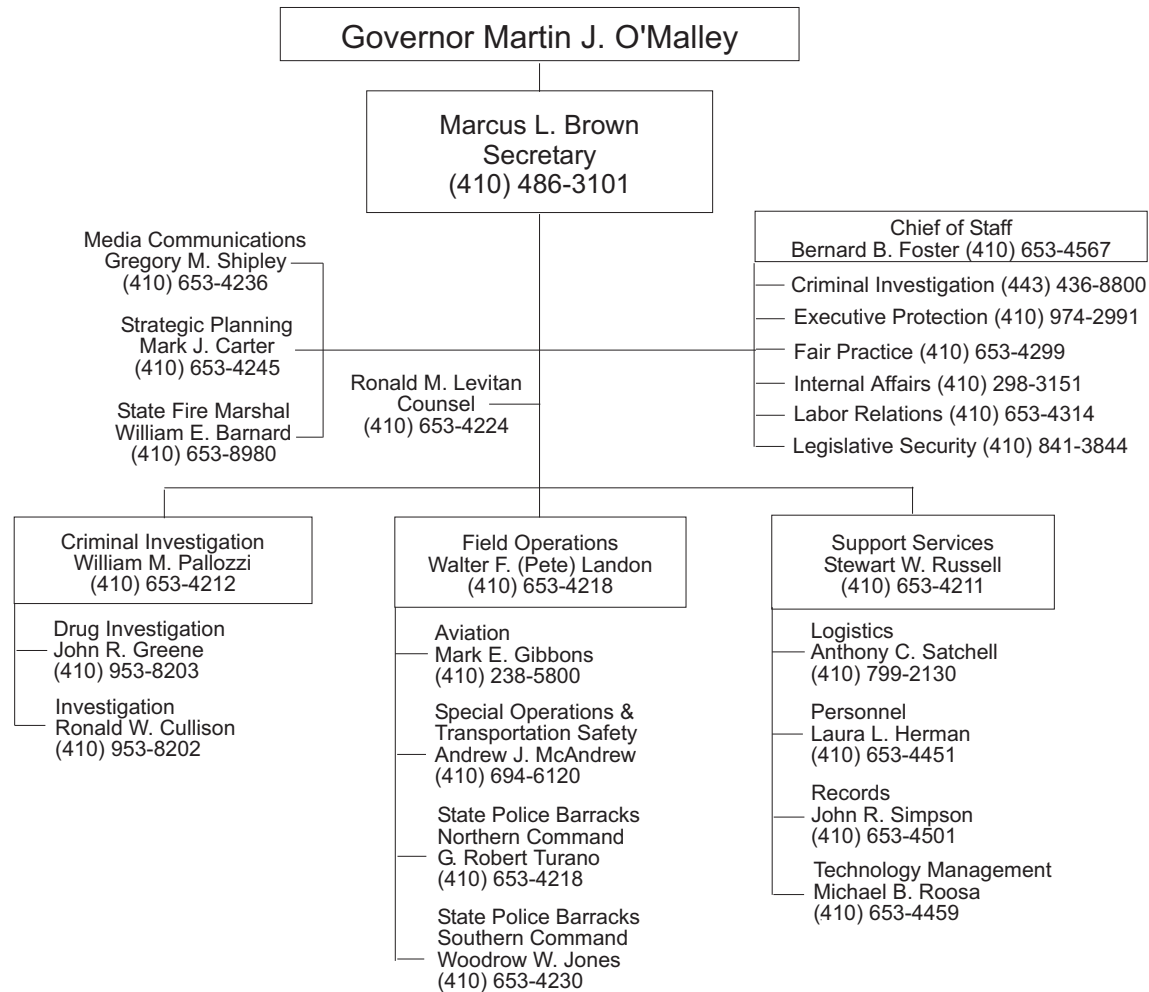 Governor Martin J. O'Malley
Marcus L. Brown
Secretary
(410) 486-3101
Media Communications
Gregory M. Shipley
(410) 653-4236
Strategic Planning
Mark J. Carter
(410) 653-4245
State Fire Marshal
William E. Barnard
(410) 653-8980
Ronald M. Levitan
Counsel
(410) 653-4224
Chief of Staff
Bernard B. Foster (410) 653-4567
Criminal Investigation (443) 436-8800
Executive Protection (410) 974-2991
Fair Practice (410) 653-4299
Internal Affairs (410) 298-3151
Labor Relations (410) 653-4314
Legislative Security (410) 841-3844
Criminal Investigation
William M. Pallozzi
(410) 653-4212
Drug Investigation
John R. Greene
(410) 953-8203
Investigation
Ronald W. Cullison
(410) 953-8202
Field Operations
Walter F. (Pete) Landon
(410) 653-4218
Aviation
Mark E. Gibbons
(410) 238-5800
Special Operations &
Transportation Safety
Andrew J. McAndrew
(410) 694-6120
State Police Barracks
Northern Command
G. Robert Turano
(410) 653-4218
State Police Barracks
Southern Command
Woodrow W. Jones
(410) 653-4230
Support Services
Stewart W. Russell
(410) 653-4211
Logistics
Anthony C. Satchell
(410) 799-2130
Personnel
Laura L. Herman
(410) 653-4451
Records
John R. Simpson
(410) 653-4501
Technology Management
Michael B. Roosa
(410) 653-4459